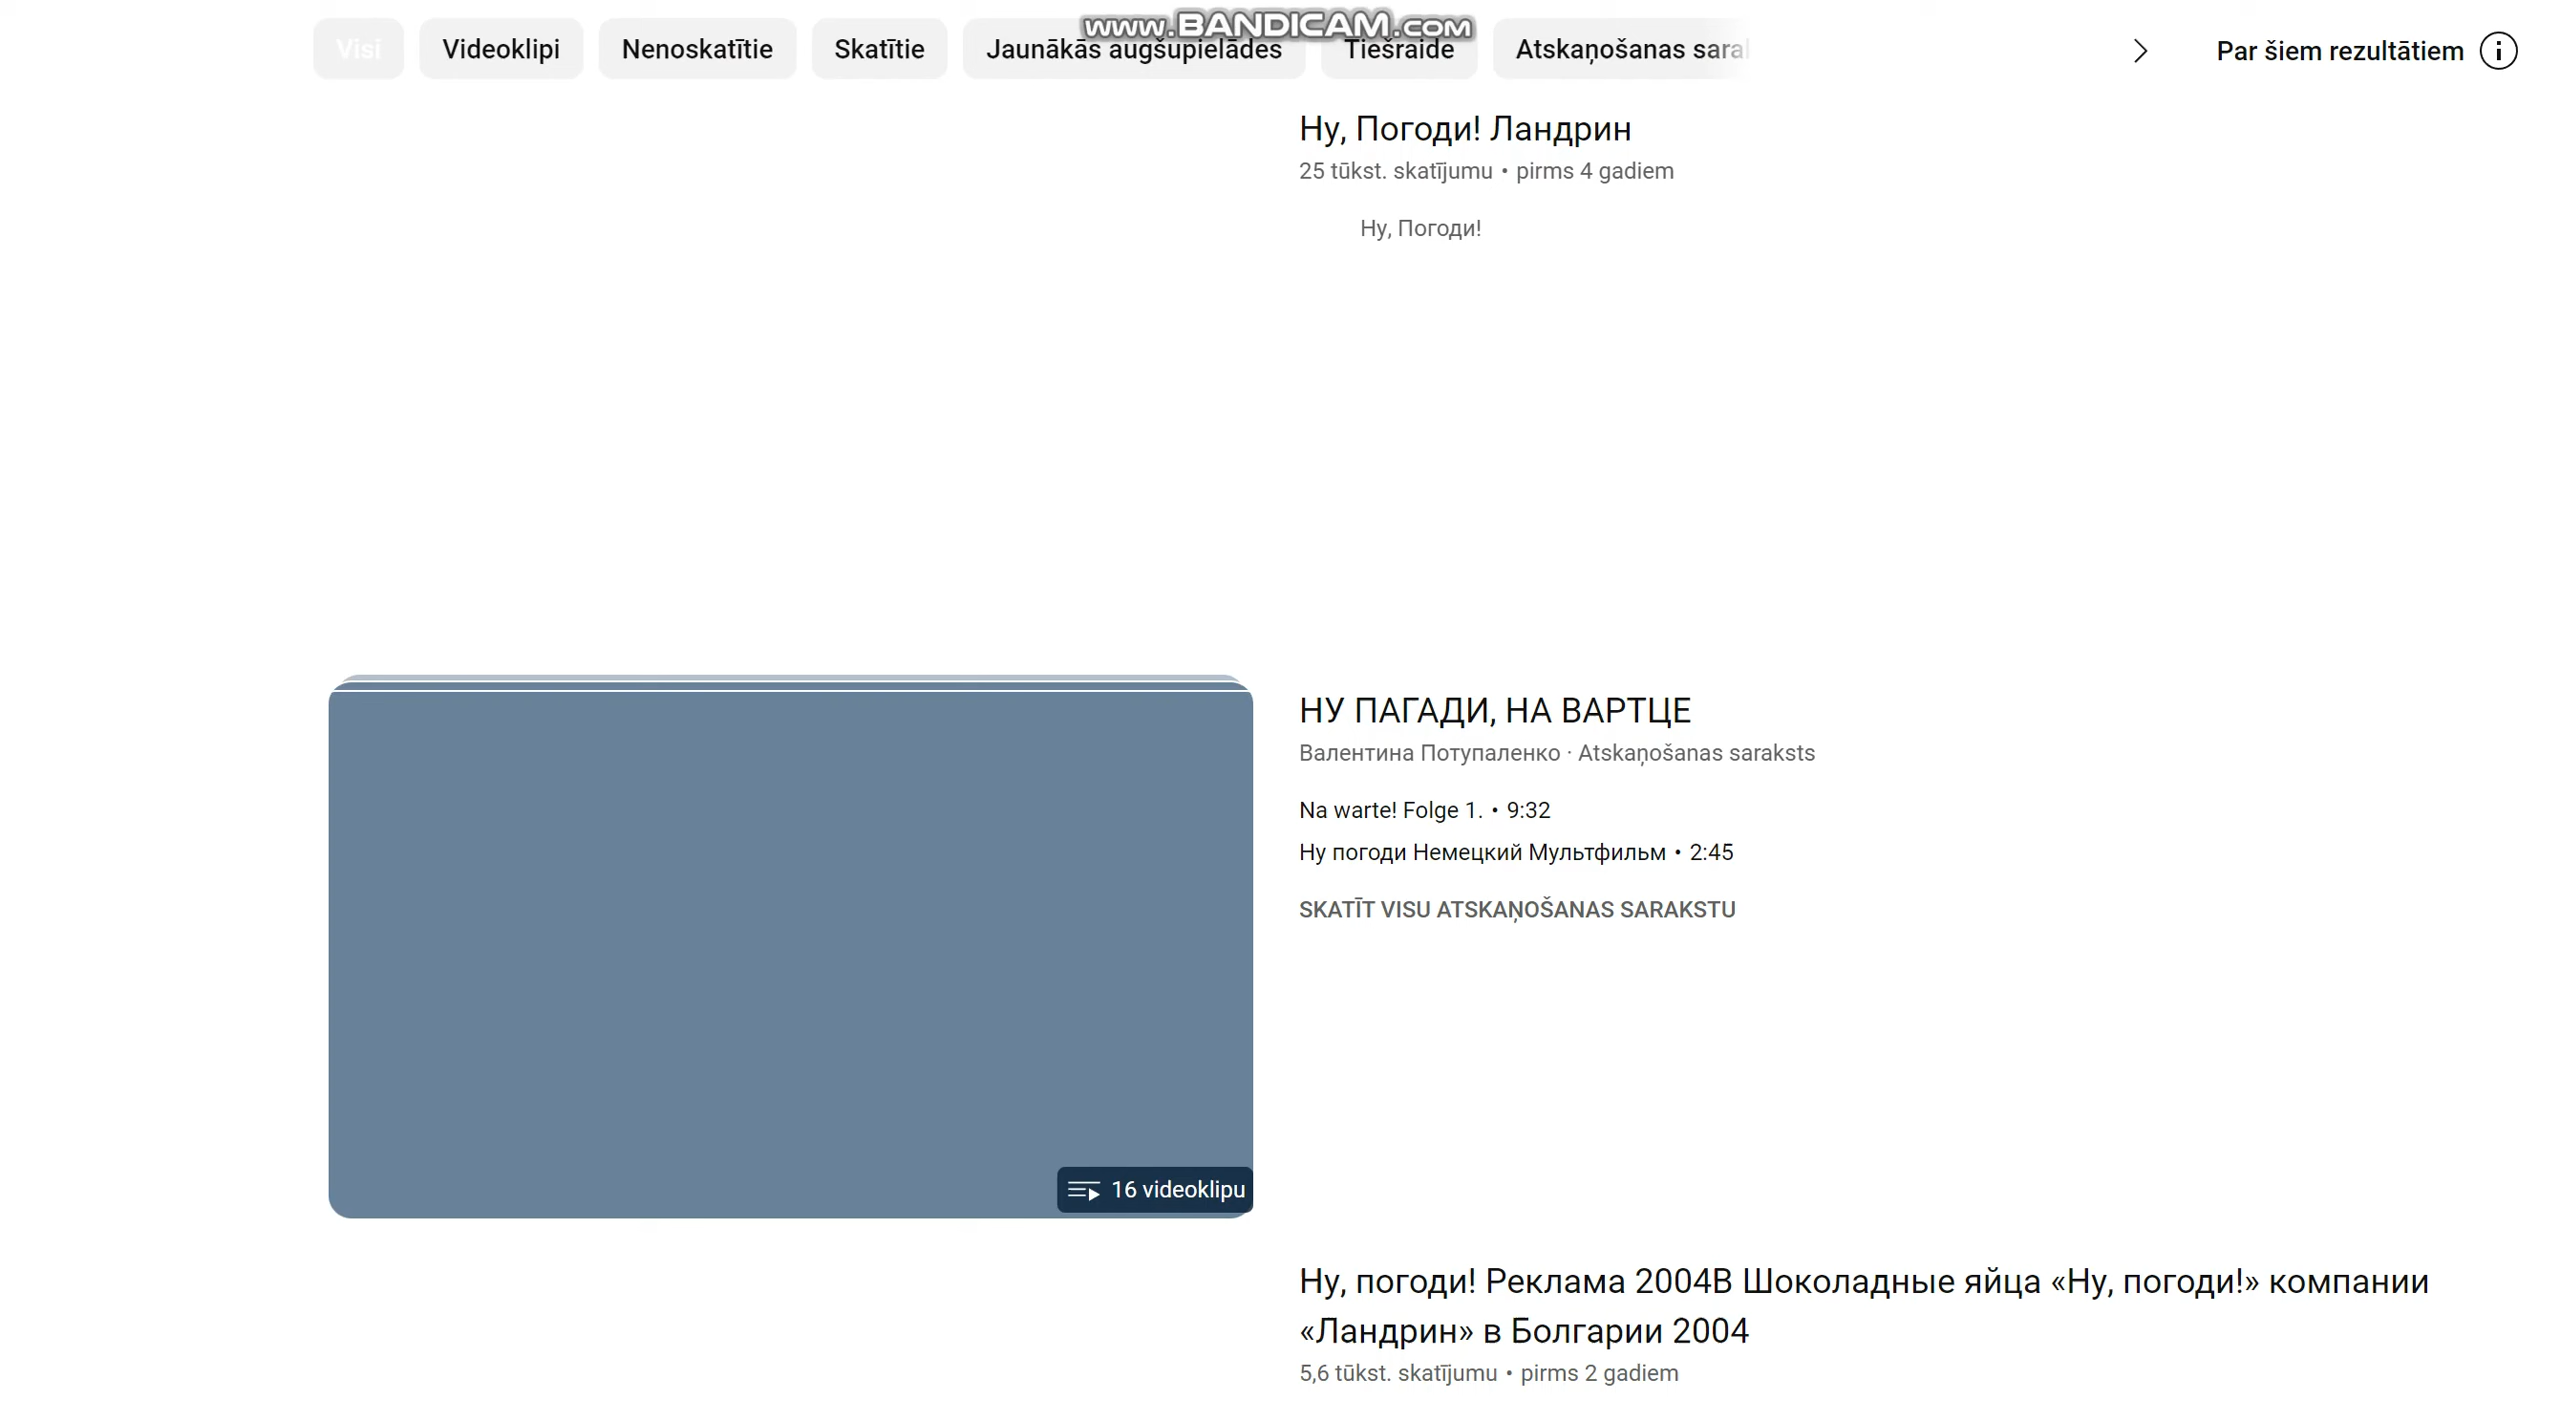 www.BANDICAM.com
Visi Videoklipi Nenoskatītie Skatītie Jaunākās augšupielādes Tiešraide Atskaņošanas sarak Par šiem rezultātiem
Ну, Погоди! Ландрин
25 tūkst. skatījumu • pirms 4 gadiem
Ну, Погоди!
НУ ПАГАДИ, НА ВАРТЦЕ
Валентина Потупаленко · Atskaņošanas saraksts
Na warte! Folge 1. • 9:32
Ну погоди Немецкий Мультфильм • 2:45
SKATĪT VISU ATSKAŅOŠANAS SARAKSTU
16 videoklipu
Ну, погоди! Реклама 2004В Шоколадные яйца «Ну, погоди!» компании
«Ландрин» в Болгарии 2004
5,6 tūkst. skatījumu • pirms 2 gadiem